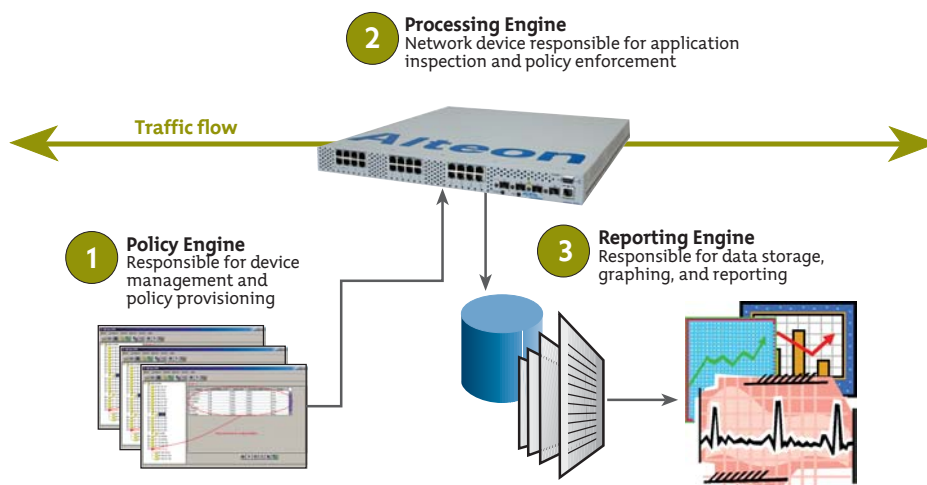 2
Processing Engine
Network device responsible for application
inspection and policy enforcement
Traffic flow
Alteon
1
Policy Engine
Responsible for device
management and
policy provisioning
3
Reporting Engine
Responsible for data storage,
graphing, and reporting